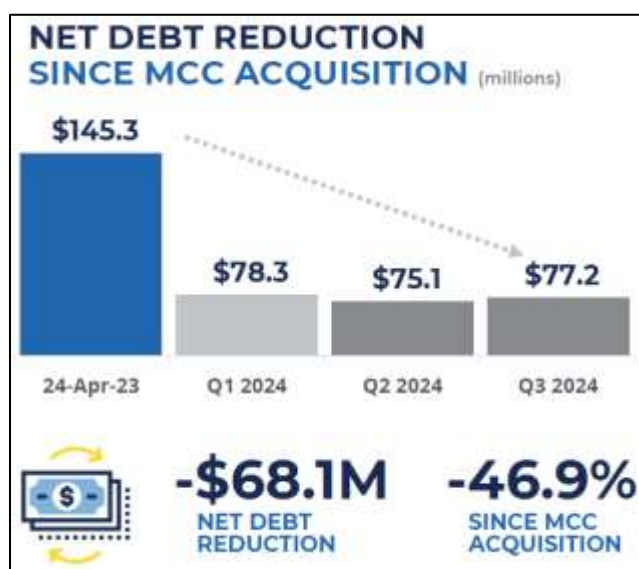 NET DEBT REDUCTION
SINCE MCC ACQUISITION (millions)
$145.3
$78.3
$75.1
$77.2
24-Apr-23
Q1 2024
Q2 2024
Q3 2024
$
-$68.1M
NET DEBT
REDUCTION
-46.9%
SINCE MCC
ACQUISITION